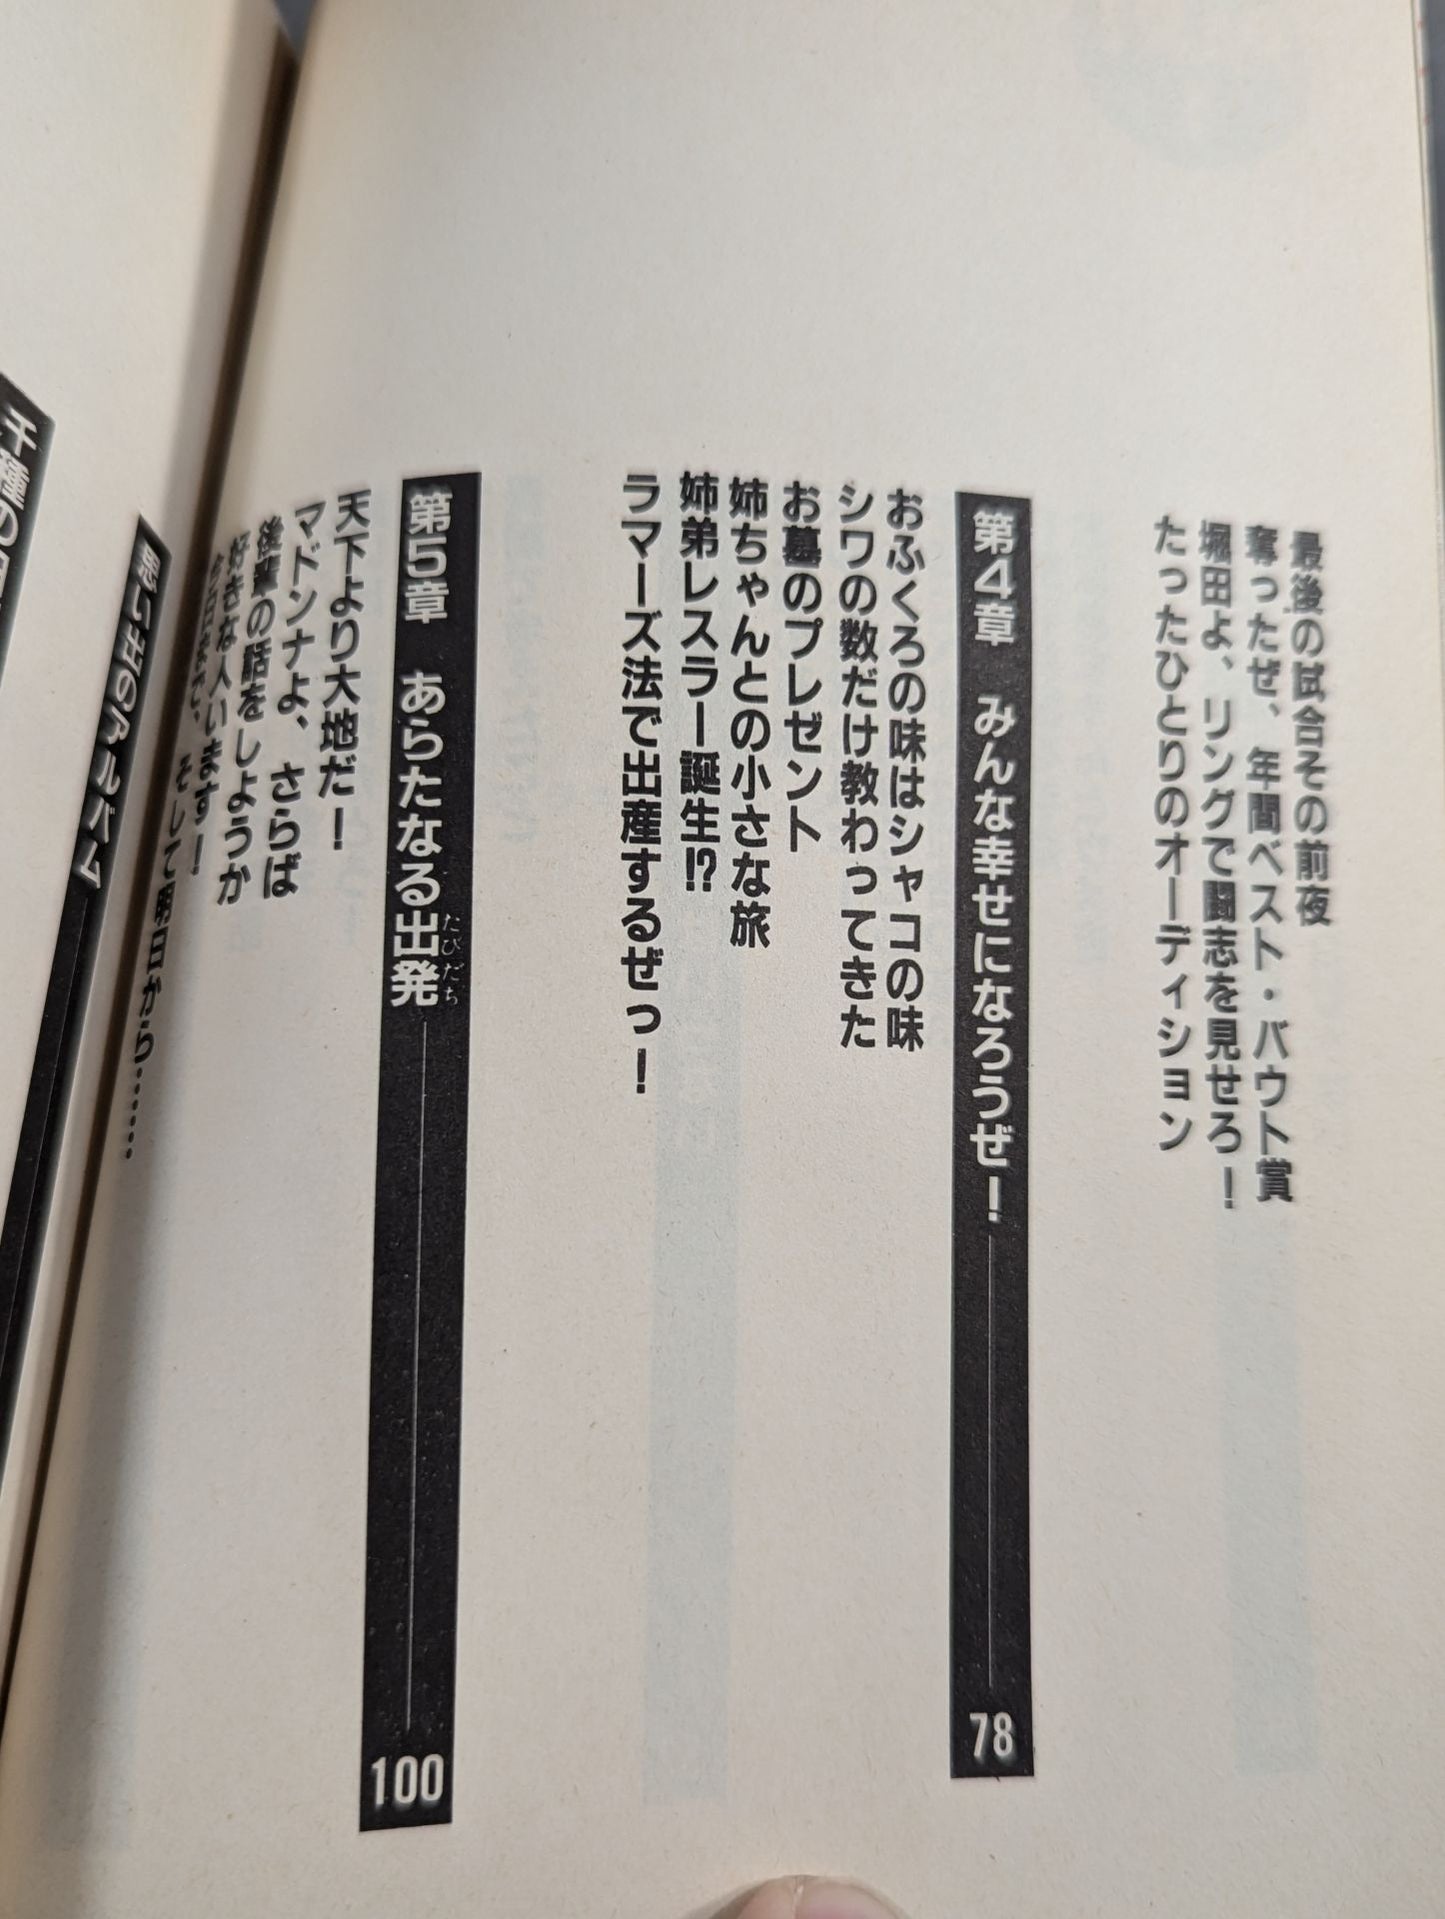 最後の試合その前夜
奪ったぜ、年間ベスト・バウト賞
堀田よ、リングで闘志を見せろ！
たったひとりのオーディション
第4章 みんな幸せになろうぜ！ 78
おふくろの味はシャコの味
シワの数だけ教わってきた
お墓のプレゼント
姉ちゃんとの小さな旅
姉弟レスラー誕生!?
ラマーズ法で出産するぜっ！
第5章 あらたなる出発 100
たびだち
天下より大地だ！
マドンナよ、さらば
後輩の話をしようか
好きな人います！
そして明日から……
思い出のアルバム
千種の